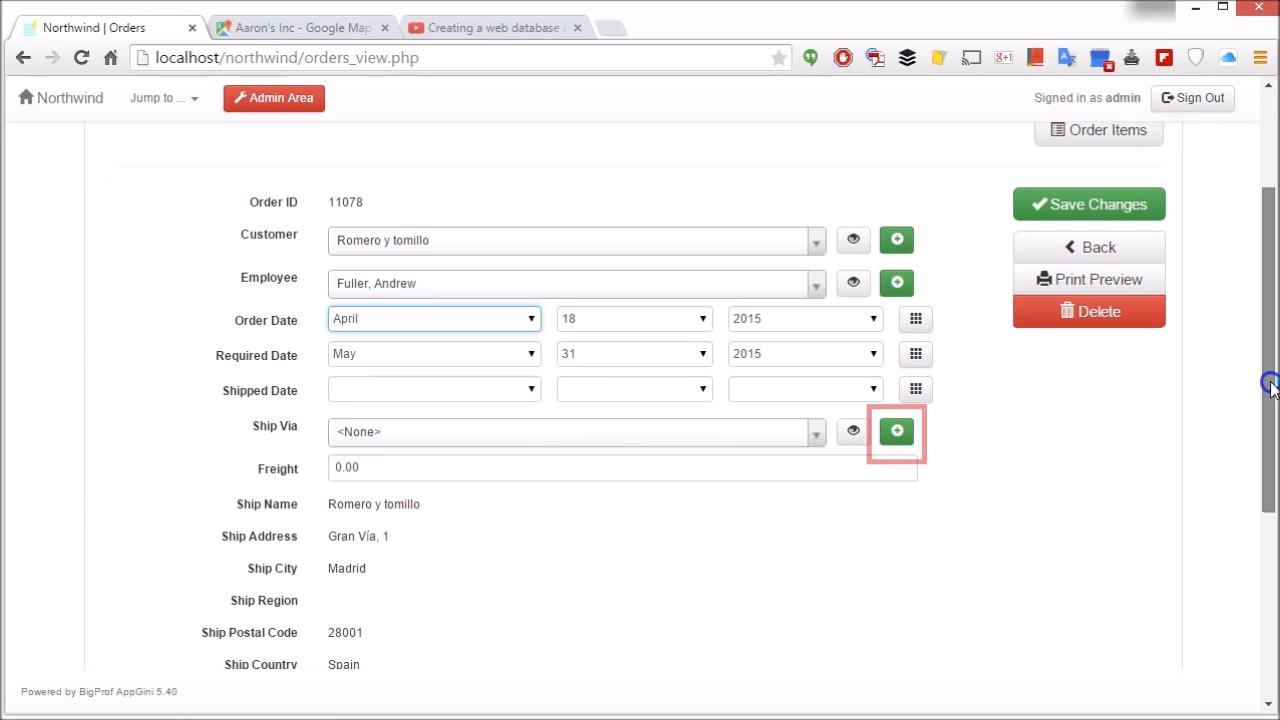 Northwind | Orders
Aaron's Inc - Google Map
Creating a web database
localhost/northwind/orders_view.php
Northwind
Jump to ...
Admin Area
Signed in as admin
Sign Out
Order Items
Order ID 11078
Save Changes
Customer Romero y tomillo
Back
Employee Fuller, Andrew
Print Preview
Order Date April 18 2015
Delete
Required Date May 31 2015
Shipped Date
Ship Via <None>
Freight 0.00
Ship Name Romero y tomillo
Ship Address Gran Vía, 1
Ship City Madrid
Ship Region
Ship Postal Code 28001
Ship Country Spain
Powered by BigProf AppGini 5.40